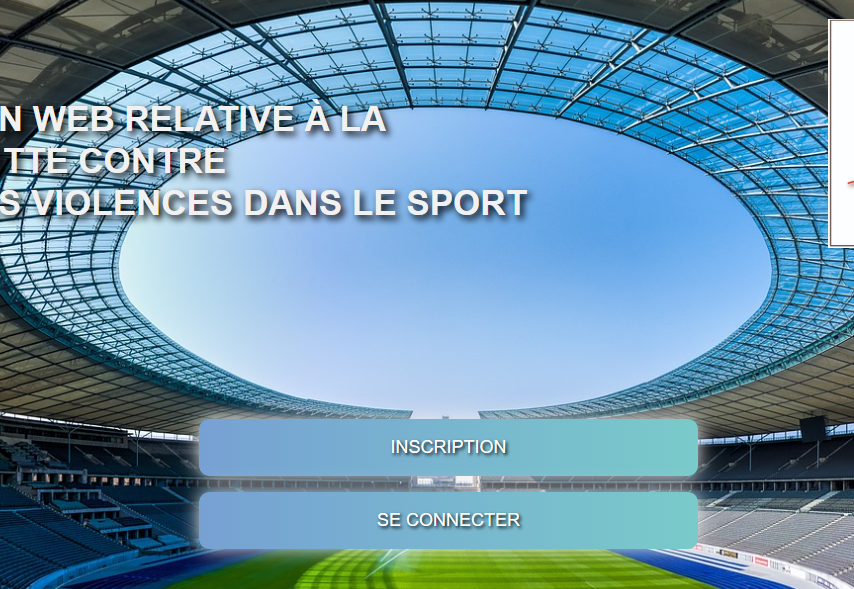 N WEB RELATIVE À LA
TTE CONTRE
S VIOLENCES DANS LE SPORT
INSCRIPTION
SE CONNECTER